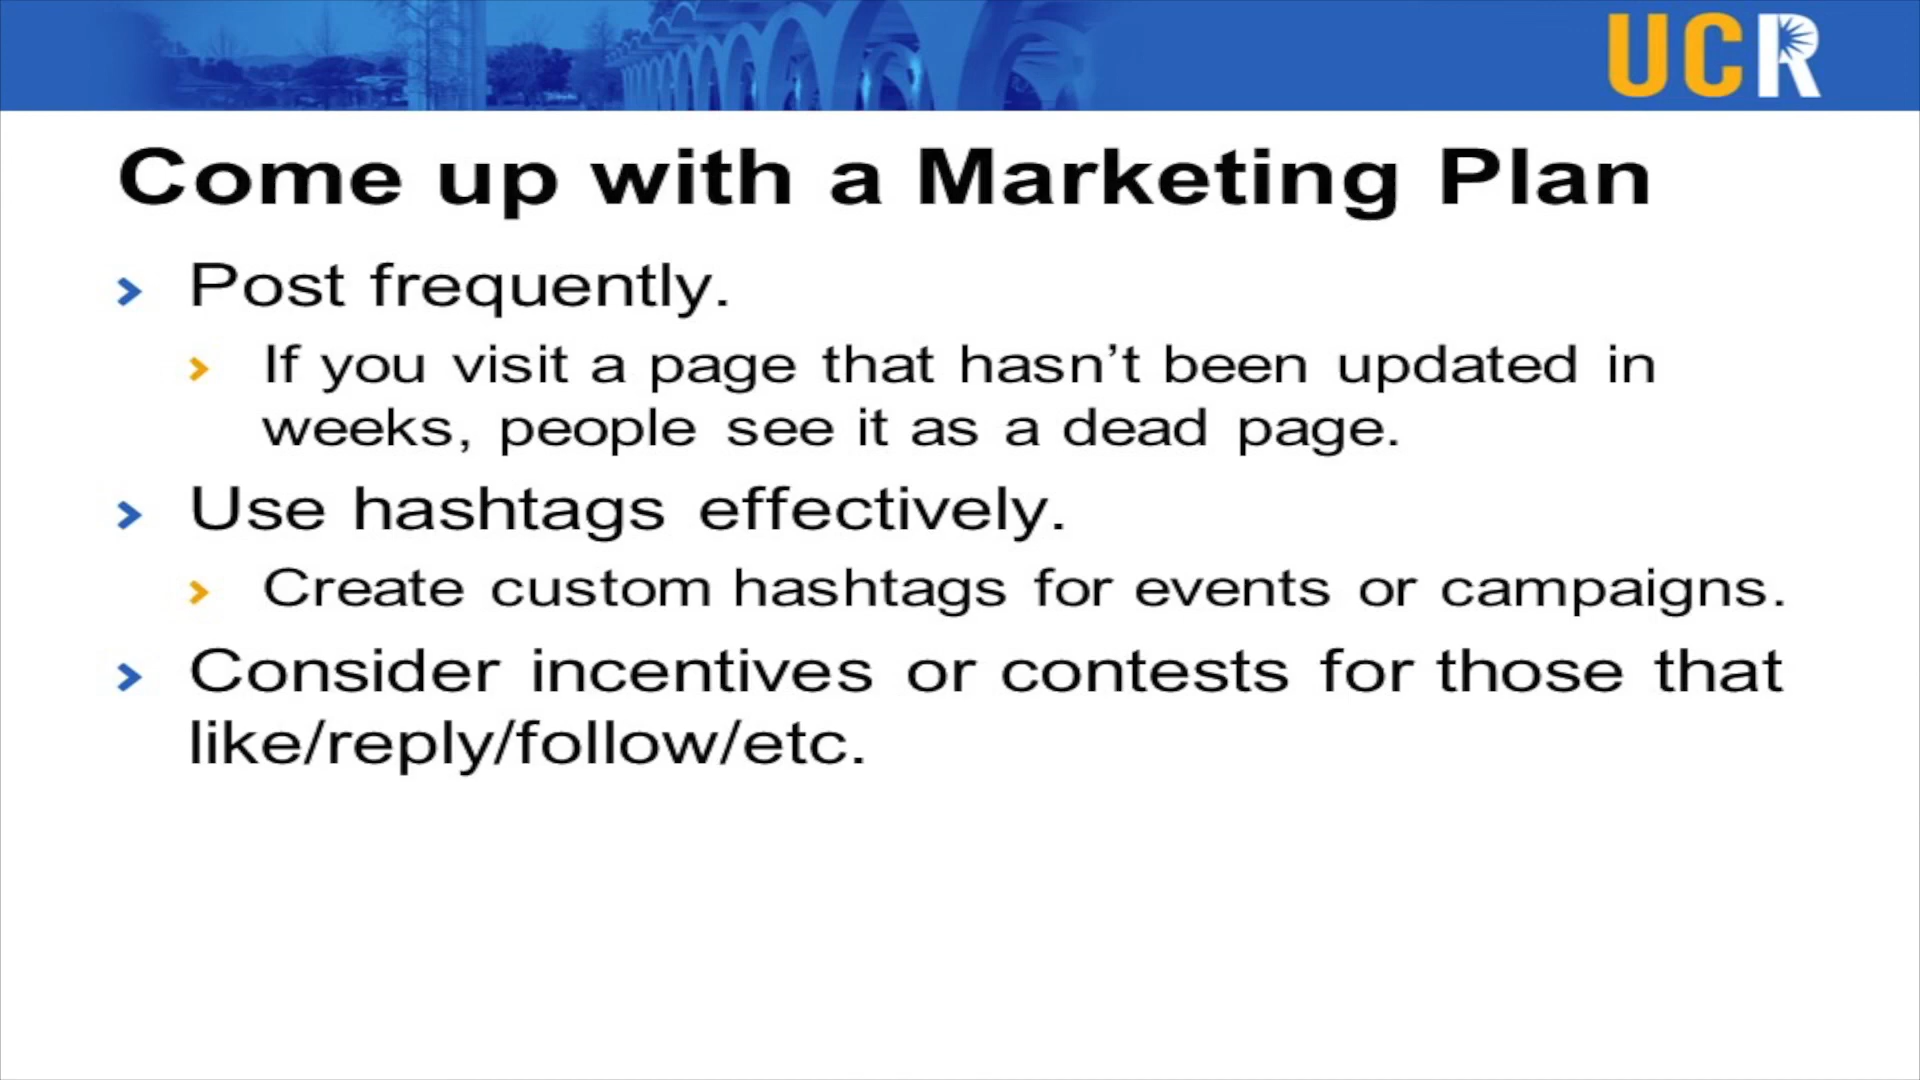 UCR
Come up with a Marketing Plan
Post frequently.
If you visit a page that hasn’t been updated in
weeks, people see it as a dead page.
Use hashtags effectively.
Create custom hashtags for events or campaigns.
Consider incentives or contests for those that
like/reply/follow/etc.